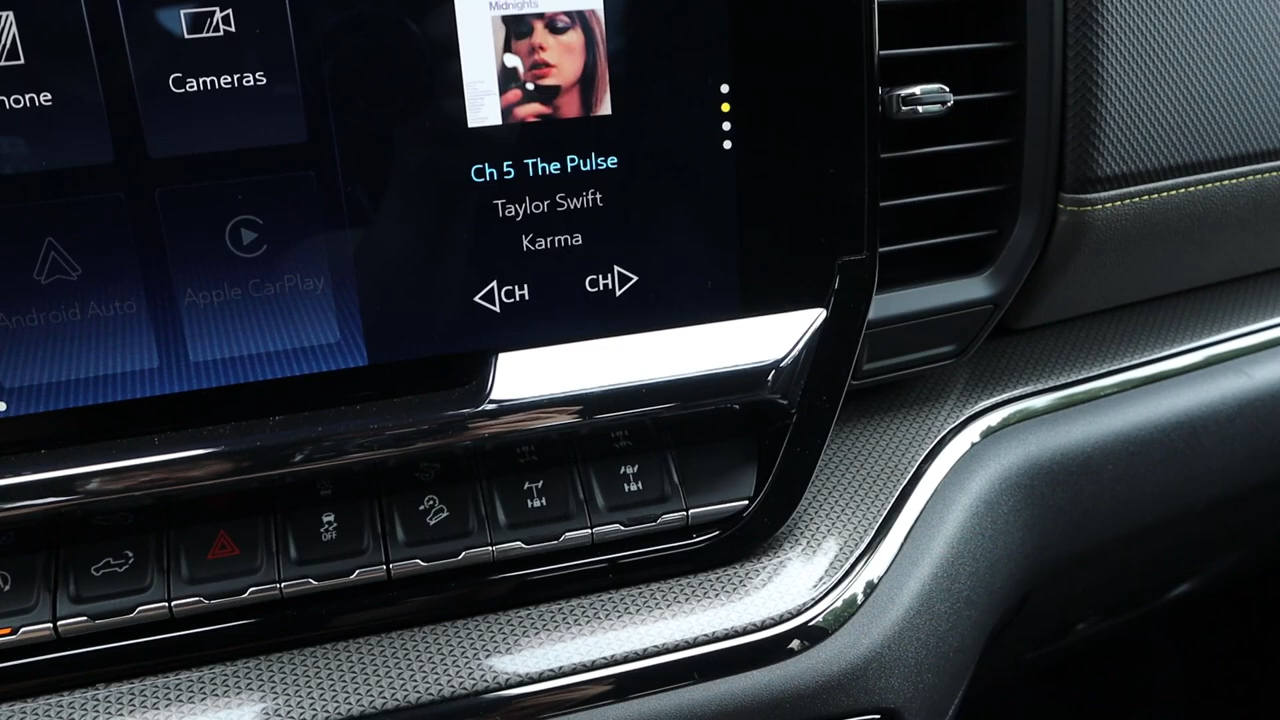 Midnights
hone
Cameras
Ch 5 The Pulse
Taylor Swift
Karma
CH CH
Android Auto
Apple CarPlay
OFF